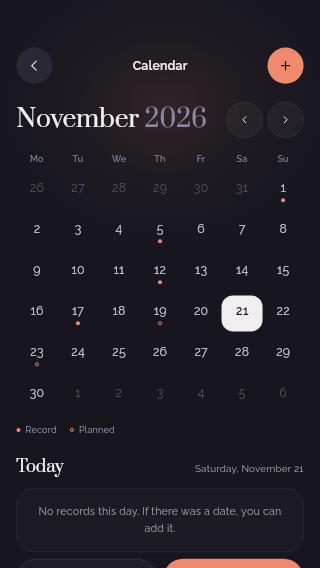 Calendar
November 2026
Mo Tu We Th Fr Sa Su
26 27 28 29 30 31 1
2 3 4 5 6 7 8
9 10 11 12 13 14 15
16 17 18 19 20 21 22
23 24 25 26 27 28 29
30 1 2 3 4 5 6
Record Planned
Today Saturday, November 21
No records this day. If there was a date, you can
add it.